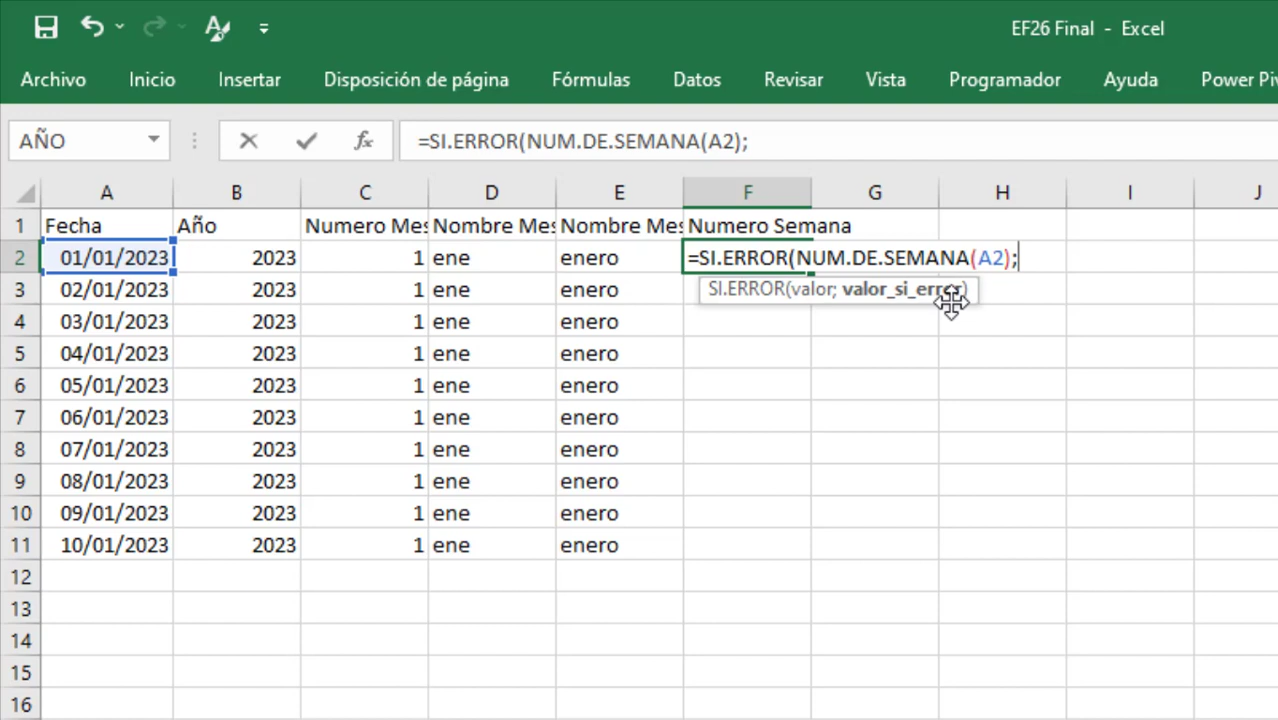 EF26 Final - Excel
Archivo Inicio Insertar Disposición de página Fórmulas Datos Revisar Vista Programador Ayuda Power
AÑO fx =SI.ERROR(NUM.DE.SEMANA(A2);
A B C D E F G H I J
1 Fecha Año Numero Mes Nombre Mes Nombre Mes Numero Semana
2 01/01/2023 2023 1 ene enero =SI.ERROR(NUM.DE.SEMANA(A2);
SI.ERROR(valor; valor_si_error)
3 02/01/2023 2023 1 ene enero
4 03/01/2023 2023 1 ene enero
5 04/01/2023 2023 1 ene enero
6 05/01/2023 2023 1 ene enero
7 06/01/2023 2023 1 ene enero
8 07/01/2023 2023 1 ene enero
9 08/01/2023 2023 1 ene enero
10 09/01/2023 2023 1 ene enero
11 10/01/2023 2023 1 ene enero
12
13
14
15
16